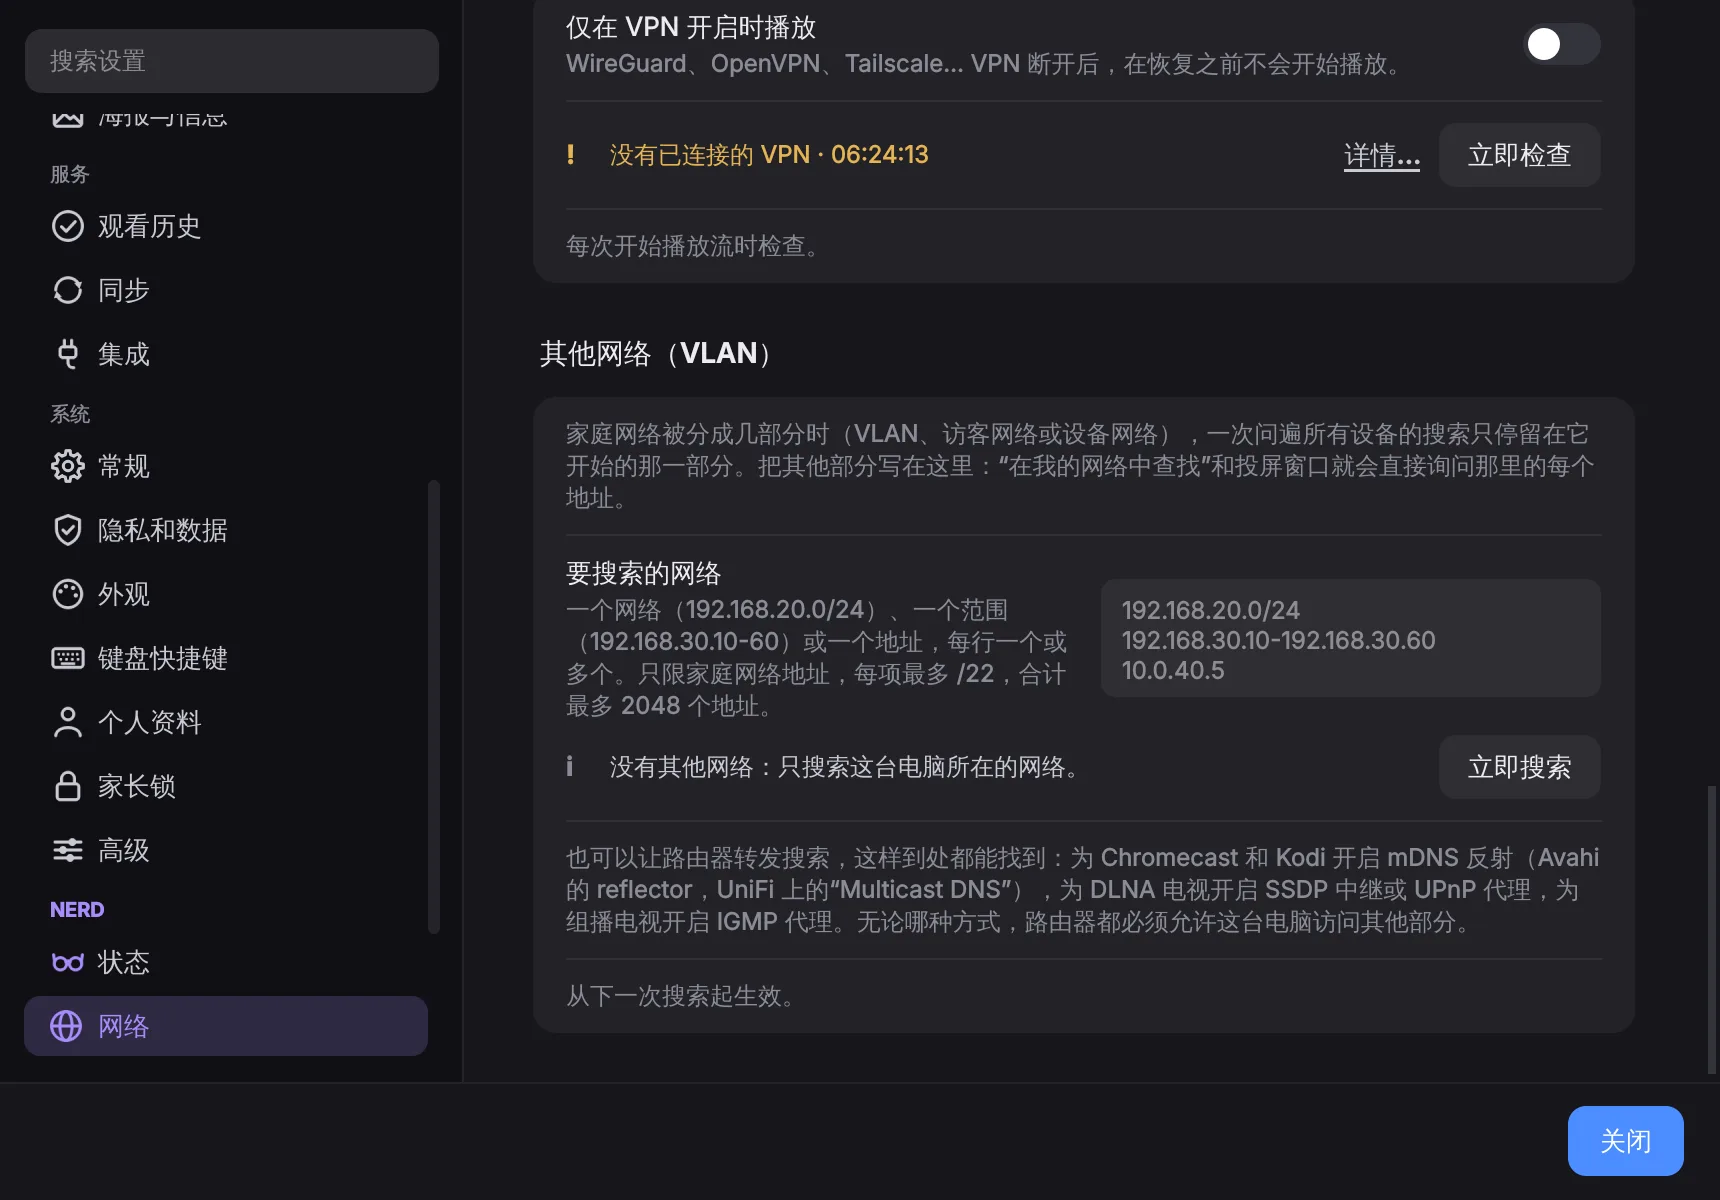 搜索设置
海报与信息
服务
观看历史
同步
集成
系统
常规
隐私和数据
外观
键盘快捷键
个人资料
家长锁
高级
NERD
状态
网络
仅在 VPN 开启时播放
WireGuard、OpenVPN、Tailscale... VPN 断开后，在恢复之前不会开始播放。
! 没有已连接的 VPN · 06:24:13
详情...
立即检查
每次开始播放流时检查。
其他网络（VLAN）
家庭网络被分成几部分时（VLAN、访客网络或设备网络），一次问遍所有设备的搜索只停留在它
开始的那一部分。把其他部分写在这里：“在我的网络中查找”和投屏窗口就会直接询问那里的每个
地址。
要搜索的网络
一个网络（192.168.20.0/24）、一个范围
（192.168.30.10-60）或一个地址，每行一个或
多个。只限家庭网络地址，每项最多 /22，合计
最多 2048 个地址。
192.168.20.0/24
192.168.30.10-192.168.30.60
10.0.40.5
i 没有其他网络：只搜索这台电脑所在的网络。
立即搜索
也可以让路由器转发搜索，这样到处都能找到：为 Chromecast 和 Kodi 开启 mDNS 反射（Avahi
的 reflector，UniFi 上的“Multicast DNS”），为 DLNA 电视开启 SSDP 中继或 UPnP 代理，为
组播电视开启 IGMP 代理。无论哪种方式，路由器都必须允许这台电脑访问其他部分。
从下一次搜索起生效。
关闭